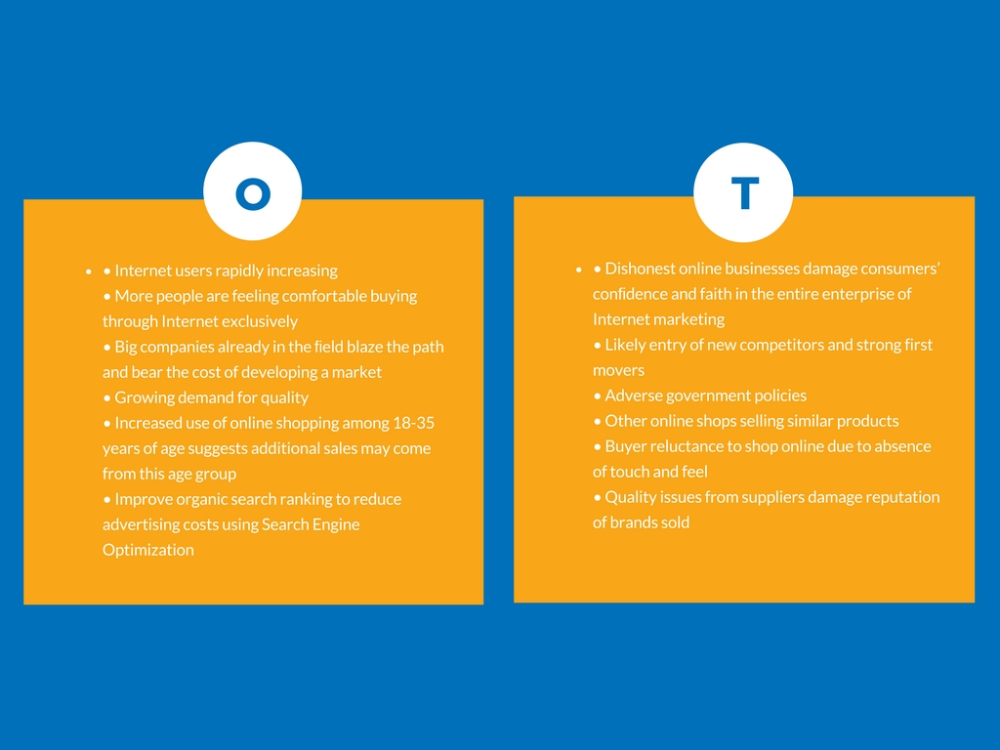 O
• • Internet users rapidly increasing
• More people are feeling comfortable buying
through Internet exclusively
• Big companies already in the field blaze the path
and bear the cost of developing a market
• Growing demand for quality
• Increased use of online shopping among 18-35
years of age suggests additional sales may come
from this age group
• Improve organic search ranking to reduce
advertising costs using Search Engine
Optimization
T
• • Dishonest online businesses damage consumers’
confidence and faith in the entire enterprise of
Internet marketing
• Likely entry of new competitors and strong first
movers
• Adverse government policies
• Other online shops selling similar products
• Buyer reluctance to shop online due to absence
of touch and feel
• Quality issues from suppliers damage reputation
of brands sold